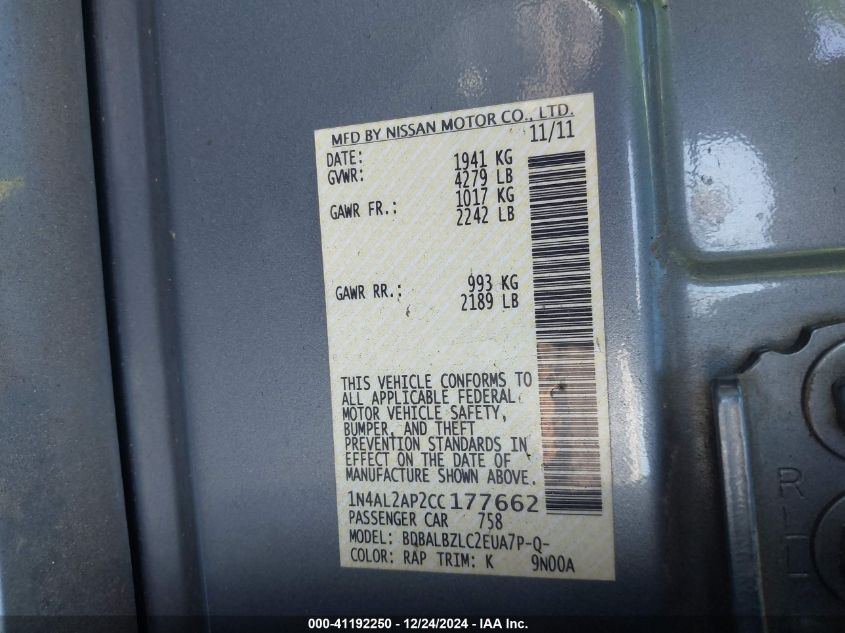 MFD BY NISSAN MOTOR CO., LTD.
DATE: 11/11
GVWR: 1941 KG
4279 LB
GAWR FR.: 1017 KG
2242 LB
GAWR RR.: 993 KG
2189 LB
THIS VEHICLE CONFORMS TO
ALL APPLICABLE FEDERAL
MOTOR VEHICLE SAFETY,
BUMPER, AND THEFT
PREVENTION STANDARDS IN
EFFECT ON THE DATE OF
MANUFACTURE SHOWN ABOVE.
1N4AL2AP2CC177662
PASSENGER CAR 758
MODEL: BDBALBZLC2EUA7P-Q-
COLOR: RAP TRIM: K 9N00A
000-41192250 - 12/24/2024 - IAA Inc.